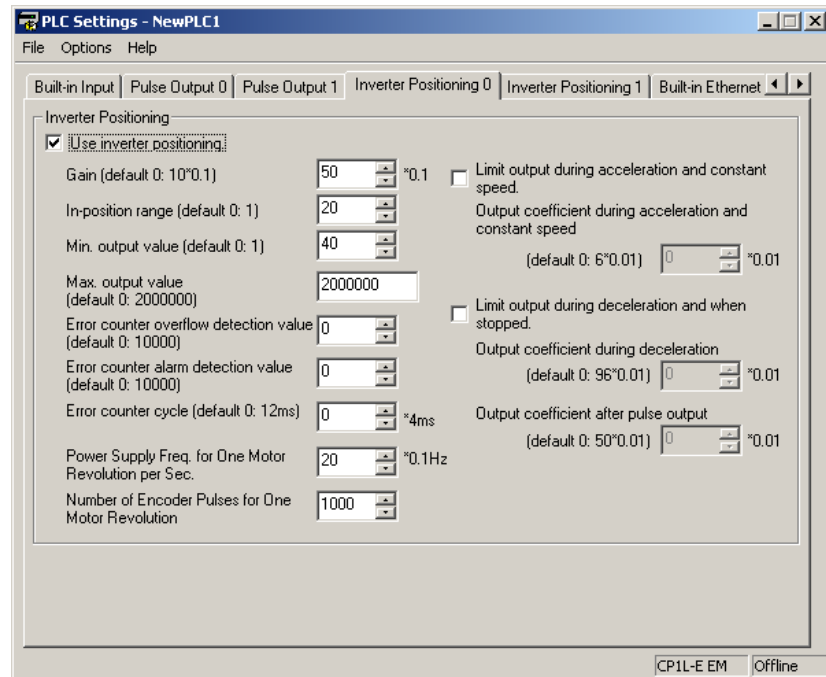 PLC Settings - NewPLC1
File Options Help
Built-in Input Pulse Output 0 Pulse Output 1 Inverter Positioning 0 Inverter Positioning 1 Built-in Ethernet
Inverter Positioning
Use inverter positioning.
Gain (default 0: 10*0.1) 50 *0.1
In-position range (default 0: 1) 20
Min. output value (default 0: 1) 40
Max. output value
(default 0: 2000000)
2000000
Error counter overflow detection value
(default 0: 10000)
0
Error counter alarm detection value
(default 0: 10000)
0
Error counter cycle (default 0: 12ms) 0 *4ms
Power Supply Freq. for One Motor
Revolution per Sec.
20 *0.1Hz
Number of Encoder Pulses for One
Motor Revolution
1000
Limit output during acceleration and constant
speed.
Output coefficient during acceleration and
constant speed
(default 0: 6*0.01) 0 *0.01
Limit output during deceleration and when
stopped.
Output coefficient during deceleration
(default 0: 96*0.01) 0 *0.01
Output coefficient after pulse output
(default 0: 50*0.01) 0 *0.01
CP1L-E EM Offline